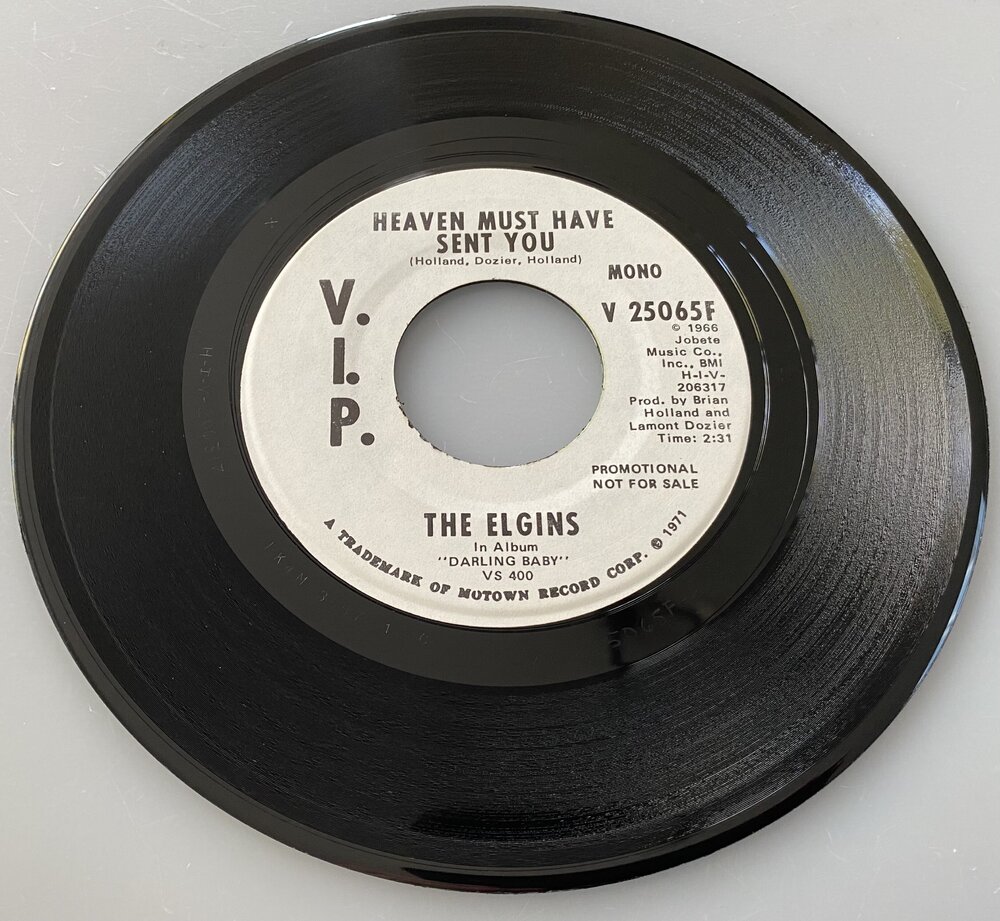 HEAVEN MUST HAVE
SENT YOU
(Holland, Dozier, Holland)
V.
I.
P.
MONO
V 25065F
© 1966
Jobete
Music Co.,
Inc., BMI
H-I-V-
206317
Prod. by Brian
Holland and
Lamont Dozier
Time: 2:31
PROMOTIONAL
NOT FOR SALE
THE ELGINS
In Album
"DARLING BABY"
VS 400
A TRADEMARK OF MOTOWN RECORD CORP. ℗ 1971